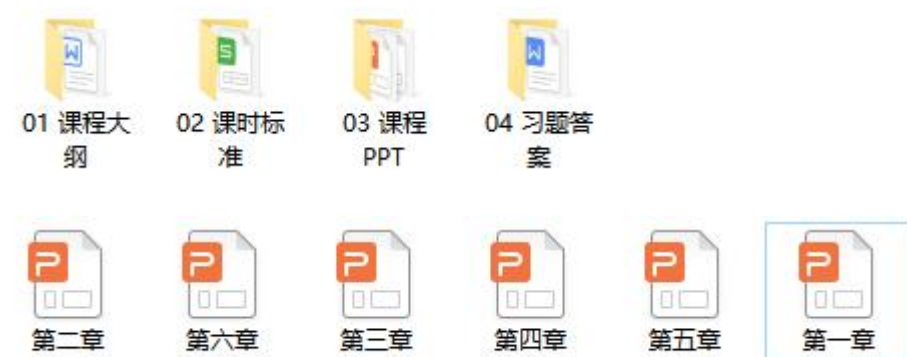 01 课程大
纲
02 课时标
准
03 课程
PPT
04 习题答
案
第二章
第六章
第三章
第四章
第五章
第一章